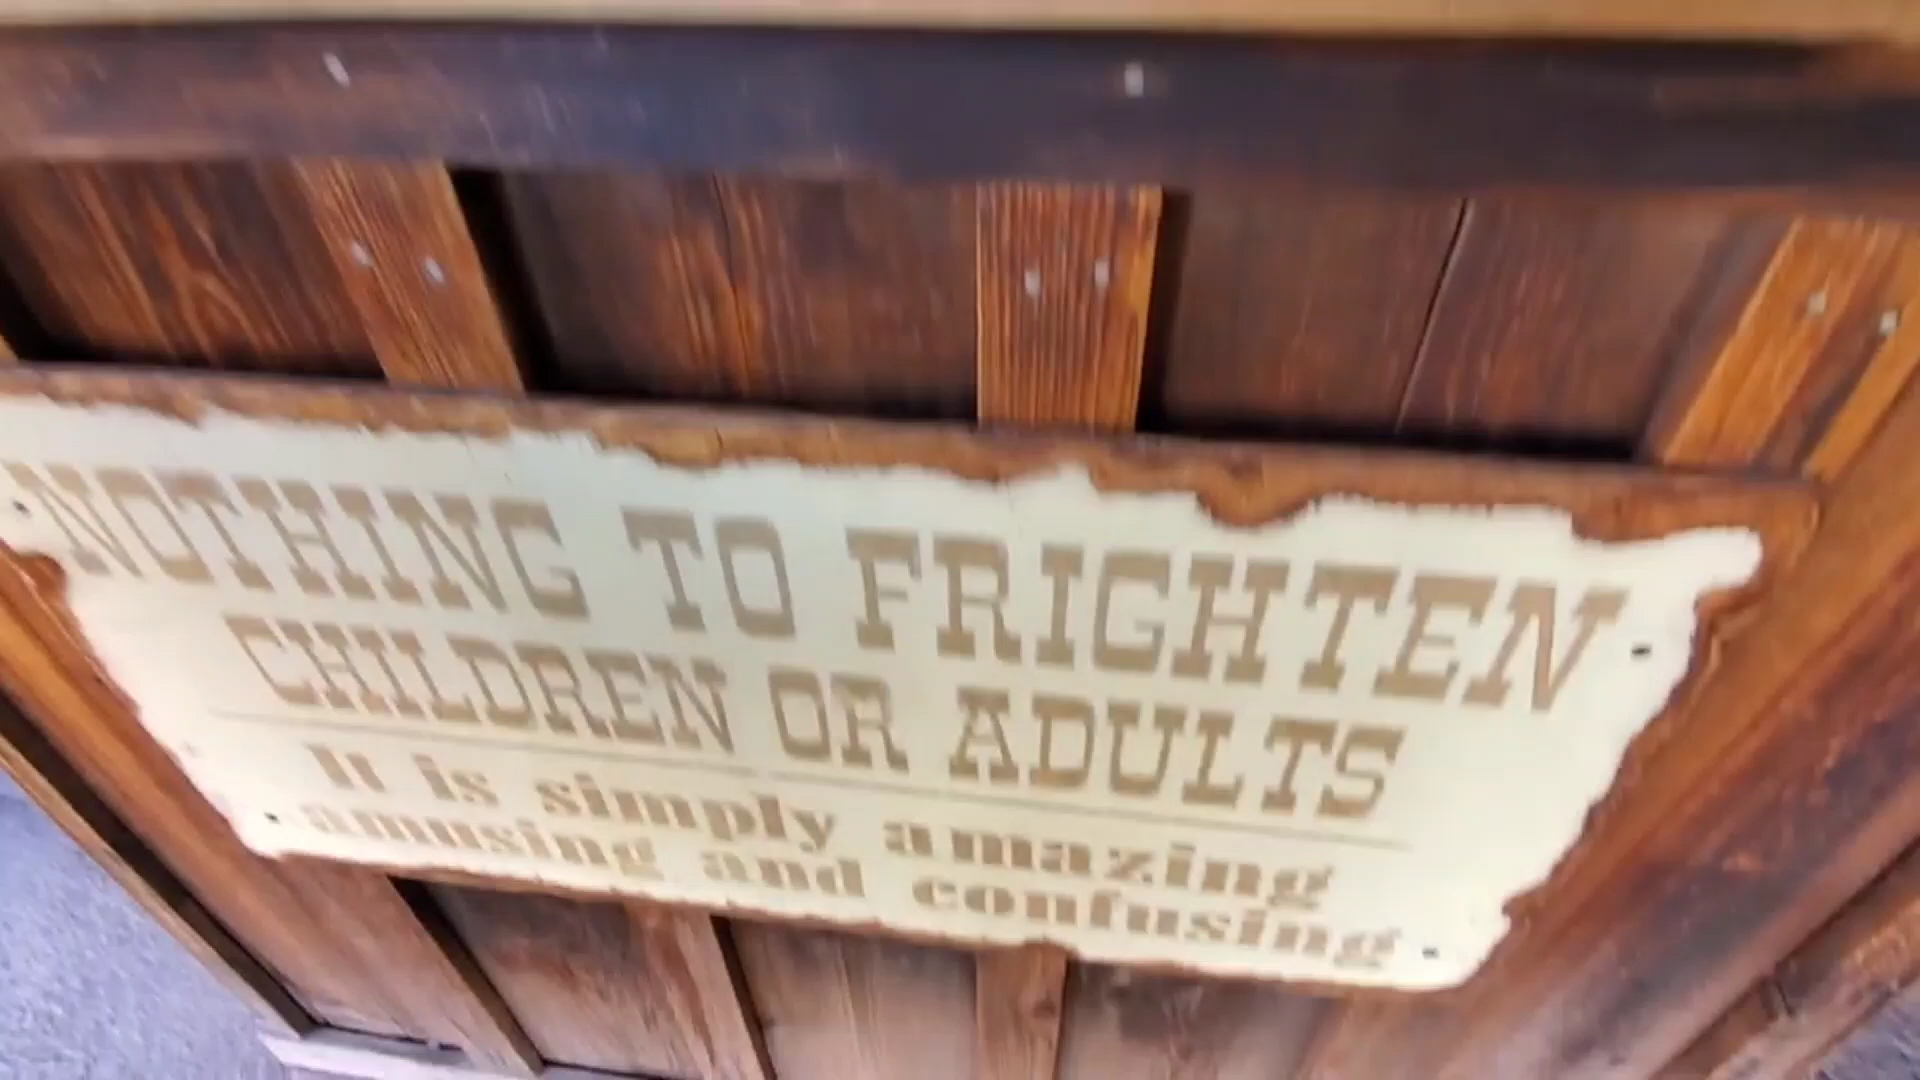 NOTHING TO FRIGHTEN
CHILDREN OR ADULTS
It is simply amazing
amusing and confusing